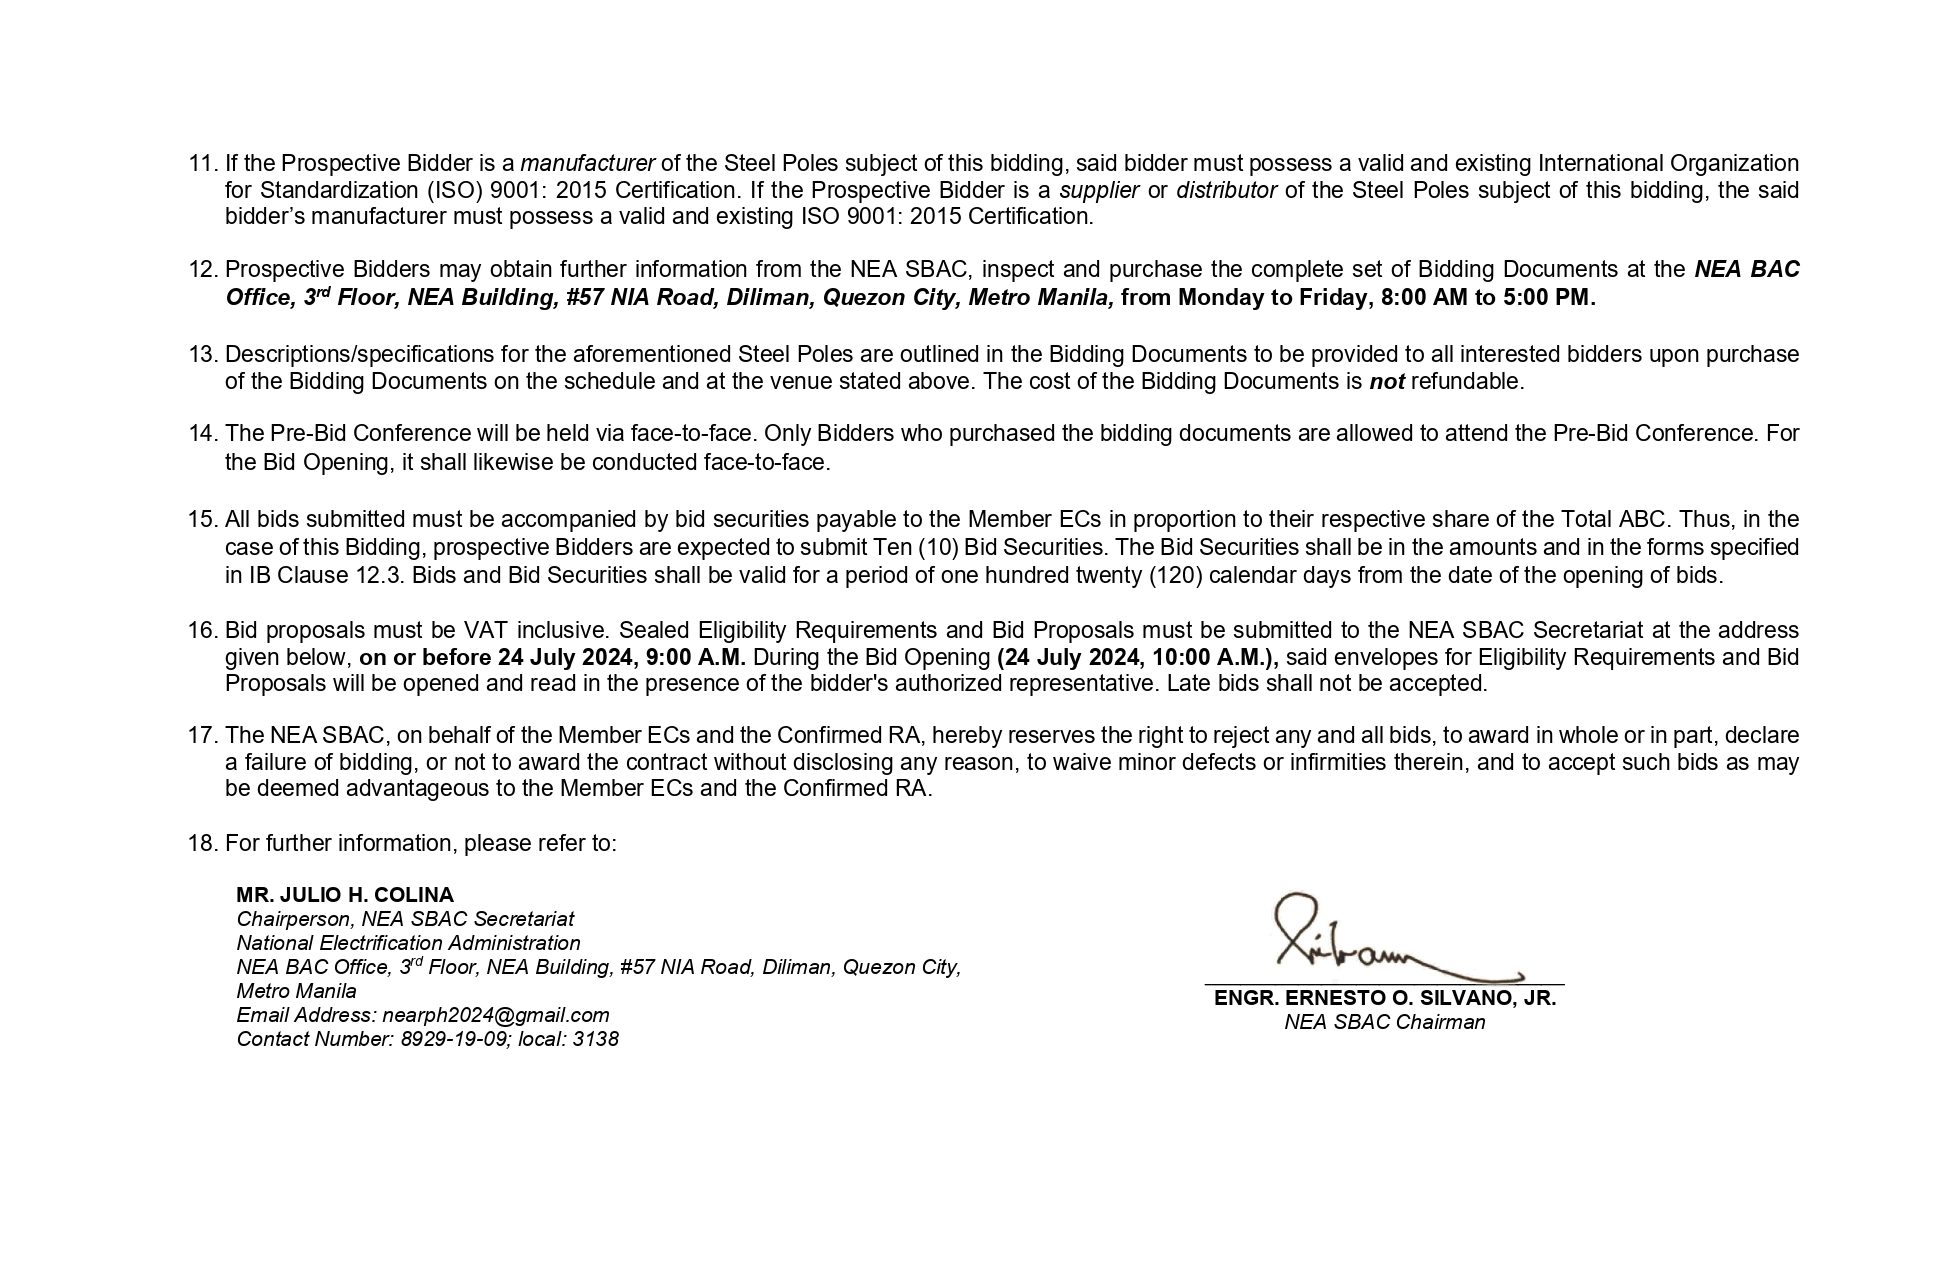 11. If the Prospective Bidder is a manufacturer of the Steel Poles subject of this bidding, said bidder must possess a valid and existing International Organization
for Standardization (ISO) 9001: 2015 Certification. If the Prospective Bidder is a supplier or distributor of the Steel Poles subject of this bidding, the said
bidder’s manufacturer must possess a valid and existing ISO 9001: 2015 Certification.
12. Prospective Bidders may obtain further information from the NEA SBAC, inspect and purchase the complete set of Bidding Documents at the NEA BAC
Office, 3rd Floor, NEA Building, #57 NIA Road, Diliman, Quezon City, Metro Manila, from Monday to Friday, 8:00 AM to 5:00 PM.
13. Descriptions/specifications for the aforementioned Steel Poles are outlined in the Bidding Documents to be provided to all interested bidders upon purchase
of the Bidding Documents on the schedule and at the venue stated above. The cost of the Bidding Documents is not refundable.
14. The Pre-Bid Conference will be held via face-to-face. Only Bidders who purchased the bidding documents are allowed to attend the Pre-Bid Conference. For
the Bid Opening, it shall likewise be conducted face-to-face.
15. All bids submitted must be accompanied by bid securities payable to the Member ECs in proportion to their respective share of the Total ABC. Thus, in the
case of this Bidding, prospective Bidders are expected to submit Ten (10) Bid Securities. The Bid Securities shall be in the amounts and in the forms specified
in IB Clause 12.3. Bids and Bid Securities shall be valid for a period of one hundred twenty (120) calendar days from the date of the opening of bids.
16. Bid proposals must be VAT inclusive. Sealed Eligibility Requirements and Bid Proposals must be submitted to the NEA SBAC Secretariat at the address
given below, on or before 24 July 2024, 9:00 A.M. During the Bid Opening (24 July 2024, 10:00 A.M.), said envelopes for Eligibility Requirements and Bid
Proposals will be opened and read in the presence of the bidder's authorized representative. Late bids shall not be accepted.
17. The NEA SBAC, on behalf of the Member ECs and the Confirmed RA, hereby reserves the right to reject any and all bids, to award in whole or in part, declare
a failure of bidding, or not to award the contract without disclosing any reason, to waive minor defects or infirmities therein, and to accept such bids as may
be deemed advantageous to the Member ECs and the Confirmed RA.
18. For further information, please refer to:
MR. JULIO H. COLINA
Chairperson, NEA SBAC Secretariat
National Electrification Administration
NEA BAC Office, 3rd Floor, NEA Building, #57 NIA Road, Diliman, Quezon City,
Metro Manila
Email Address: nearph2024@gmail.com
Contact Number: 8929-19-09; local: 3138
ENGR. ERNESTO O. SILVANO, JR.
NEA SBAC Chairman